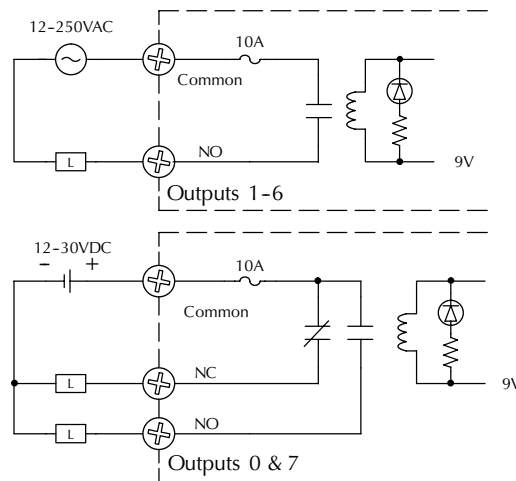 12-250VAC
10A
Common
L
NO
9V
Outputs 1-6
12-30VDC
- +
10A
Common
L
NC
9V
L
NO
Outputs 0 & 7